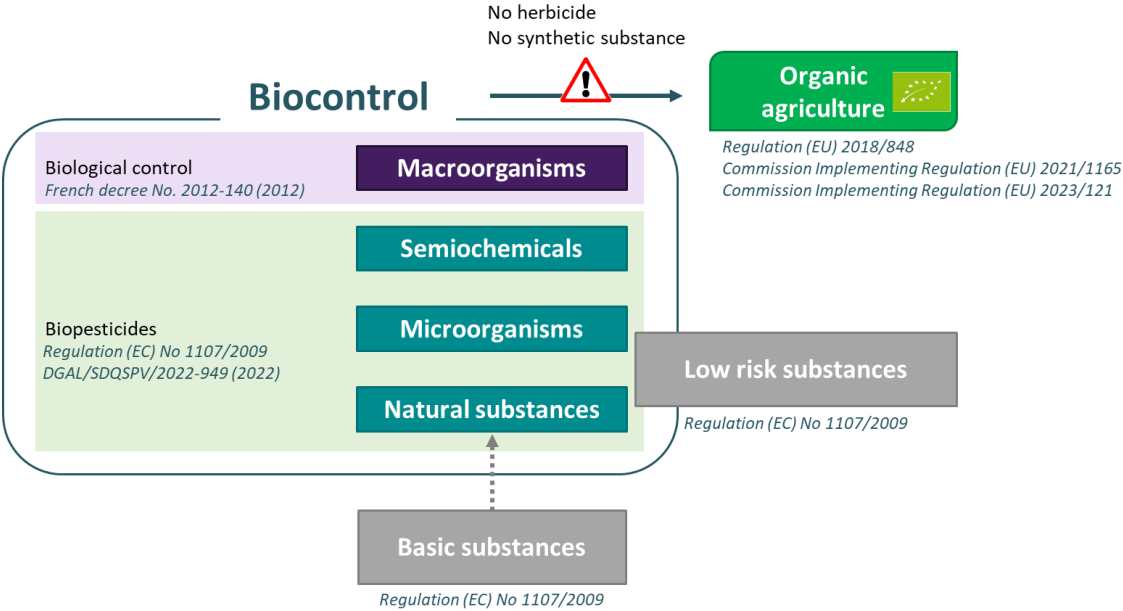 No herbicide
No synthetic substance
Biocontrol
!
Organic
agriculture
Regulation (EU) 2018/848
Commission Implementing Regulation (EU) 2021/1165
Commission Implementing Regulation (EU) 2023/121
Biological control
French decree No. 2012-140 (2012)
Macroorganisms
Semiochemicals
Microorganisms
Biopesticides
Regulation (EC) No 1107/2009
DGAL/SDQSPV/2022-949 (2022)
Low risk substances
Regulation (EC) No 1107/2009
Natural substances
Basic substances
Regulation (EC) No 1107/2009